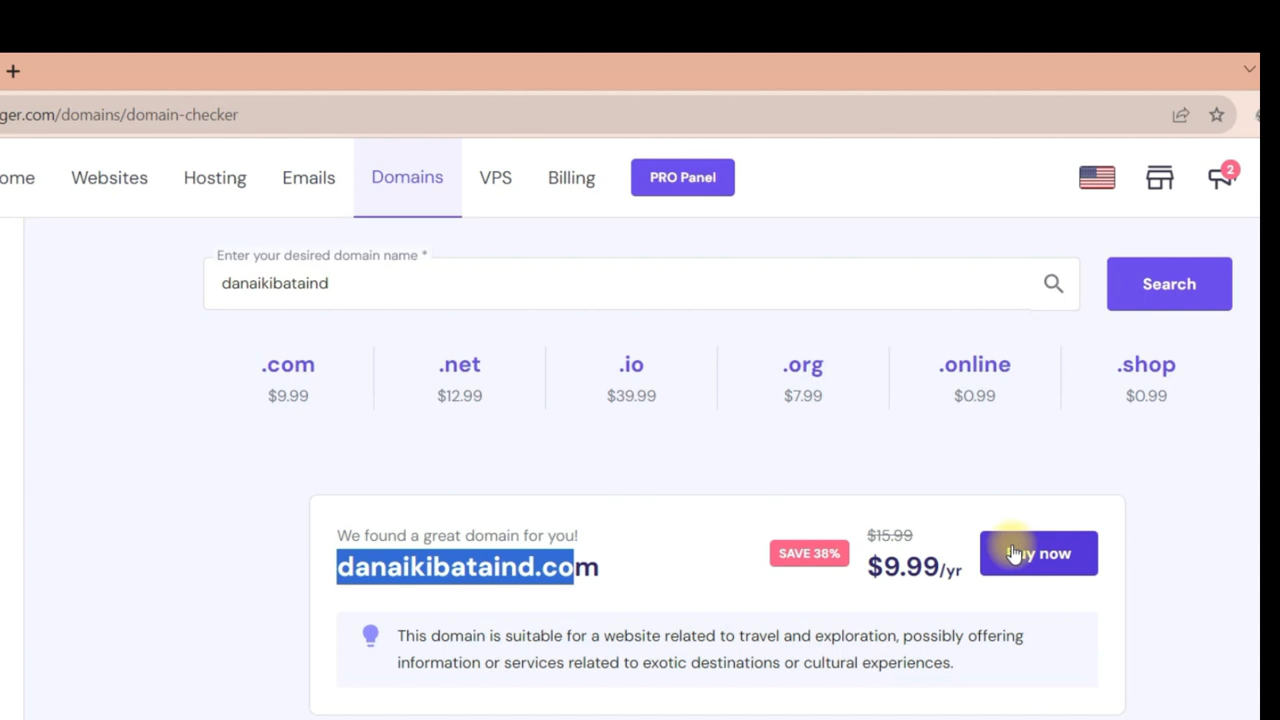 +
ger.com/domains/domain-checker
ome Websites Hosting Emails Domains VPS Billing PRO Panel 2
Enter your desired domain name *
danaikibataind
Search
.com .net .io .org .online .shop
$9.99 $12.99 $39.99 $7.99 $0.99 $0.99
We found a great domain for you!
danaikibataind.com
SAVE 38%
$15.99
$9.99/yr
uy now
This domain is suitable for a website related to travel and exploration, possibly offering
information or services related to exotic destinations or cultural experiences.